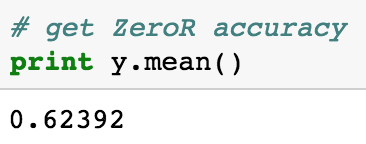 # get ZeroR accuracy
print y.mean()
0.62392